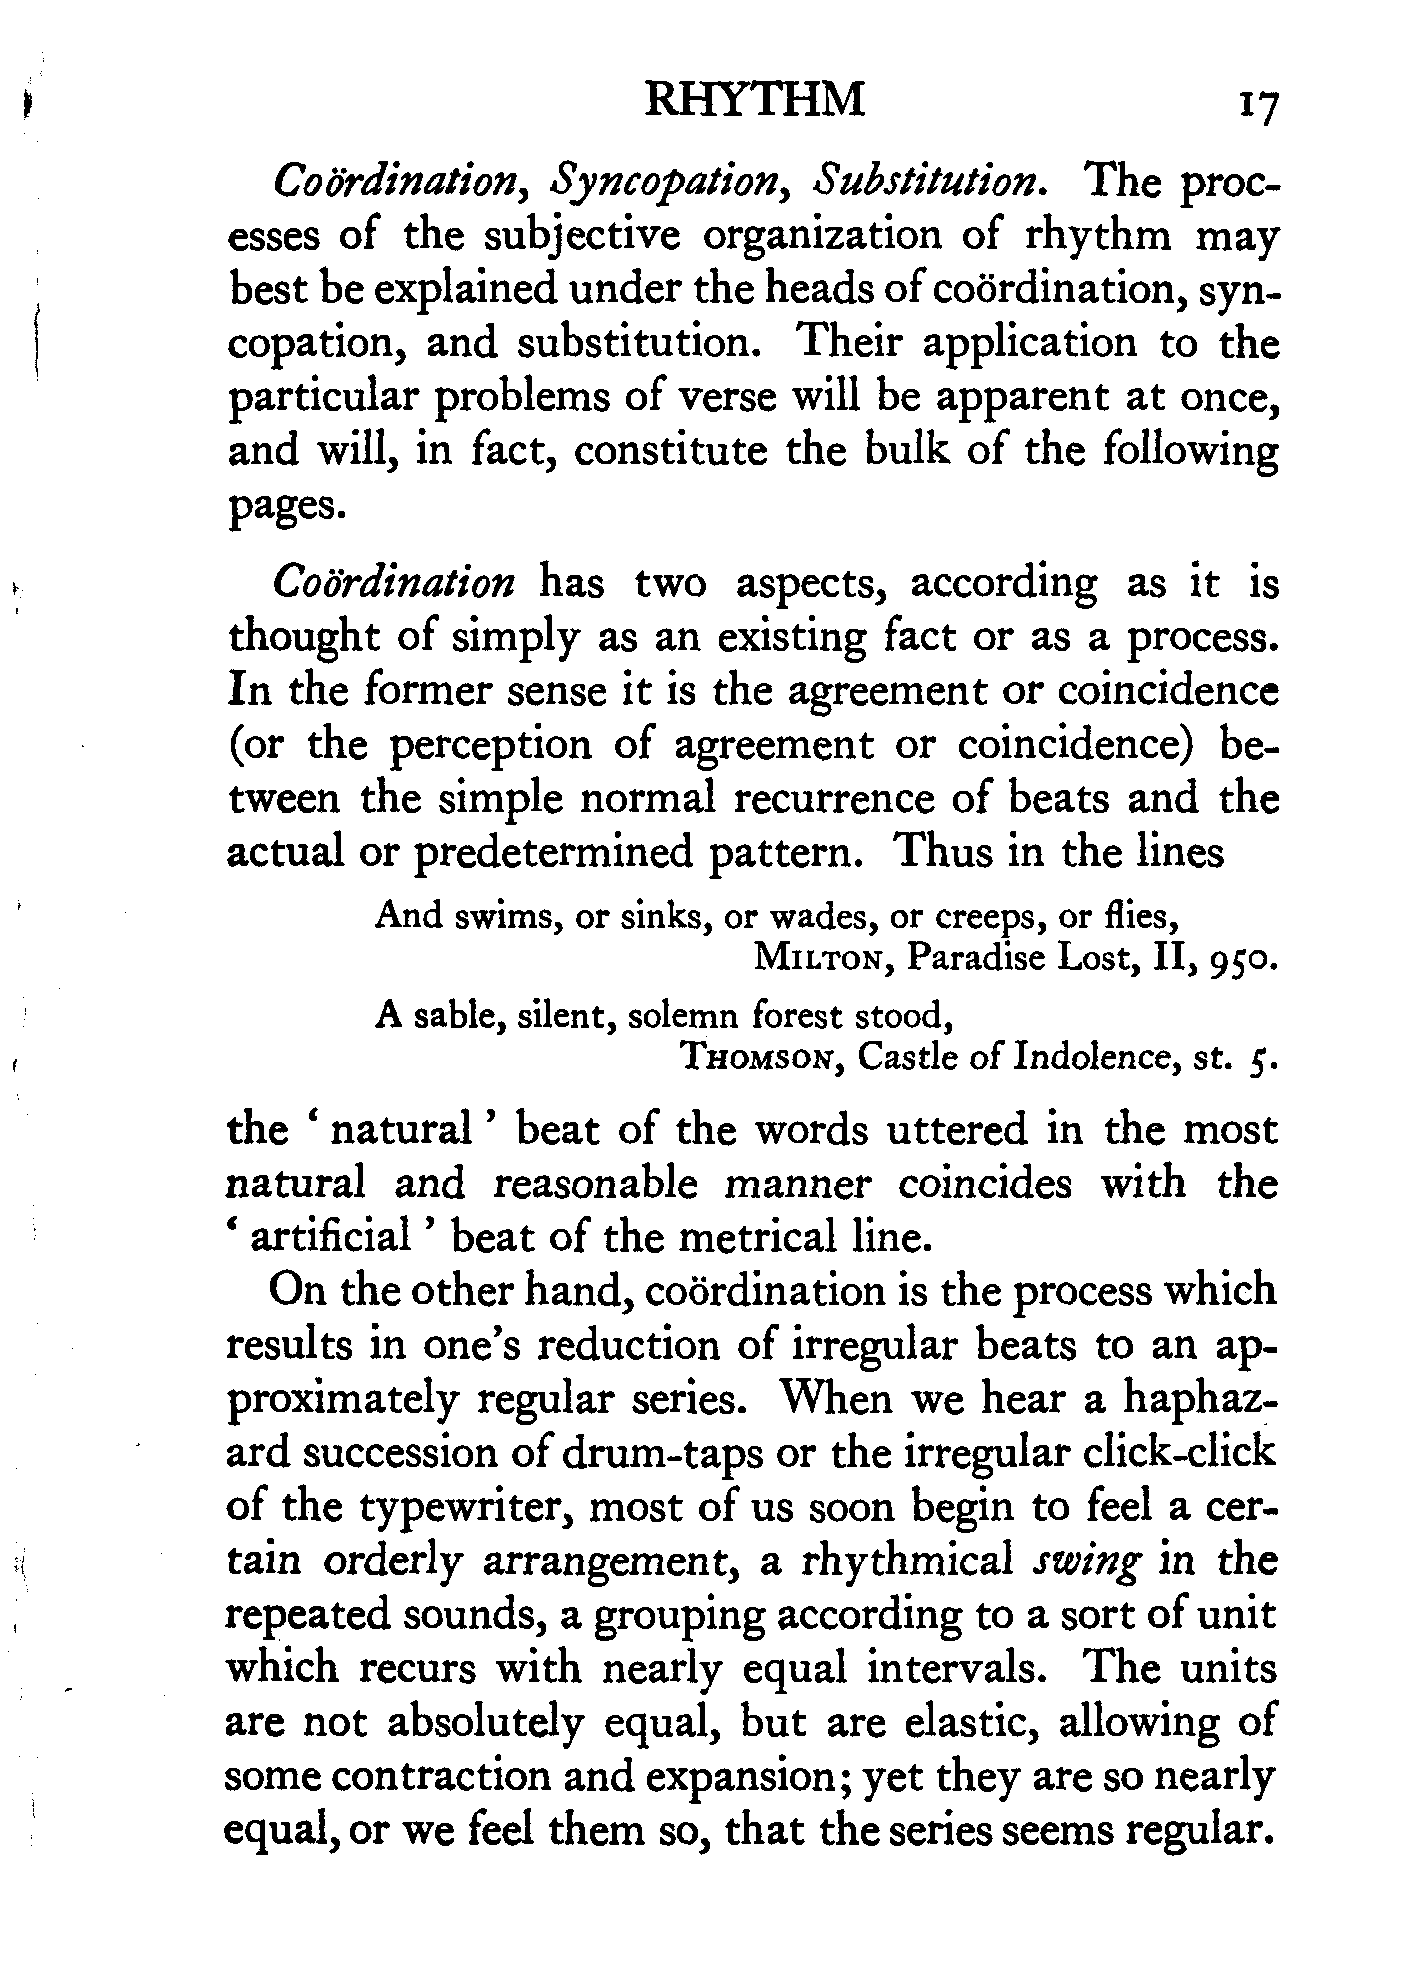 RHYTHM 17
Coördination, Syncopation, Substitution. The proc-
esses of the subjective organization of rhythm may
best be explained under the heads of coördination, syn-
copation, and substitution. Their application to the
particular problems of verse will be apparent at once,
and will, in fact, constitute the bulk of the following
pages.
Coördination has two aspects, according as it is
thought of simply as an existing fact or as a process.
In the former sense it is the agreement or coincidence
(or the perception of agreement or coincidence) be-
tween the simple normal recurrence of beats and the
actual or predetermined pattern. Thus in the lines
And swims, or sinks, or wades, or creeps, or flies,
MILTON, Paradise Lost, II, 950.
A sable, silent, solemn forest stood,
THOMSON, Castle of Indolence, st. 5.
the ‘ natural ’ beat of the words uttered in the most
natural and reasonable manner coincides with the
‘ artificial ’ beat of the metrical line.
On the other hand, coördination is the process which
results in one’s reduction of irregular beats to an ap-
proximately regular series. When we hear a haphaz-
ard succession of drum-taps or the irregular click-click
of the typewriter, most of us soon begin to feel a cer-
tain orderly arrangement, a rhythmical swing in the
repeated sounds, a grouping according to a sort of unit
which recurs with nearly equal intervals. The units
are not absolutely equal, but are elastic, allowing of
some contraction and expansion; yet they are so nearly
equal, or we feel them so, that the series seems regular.